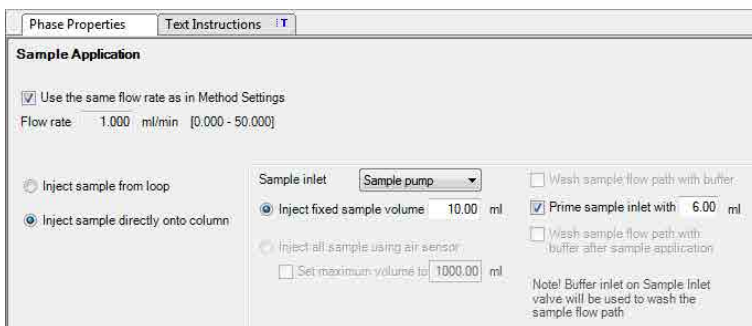 Phase Properties
Text Instructions T
Sample Application
Use the same flow rate as in Method Settings
Flow rate 1.000 ml/min [0.000 - 50.000]
Inject sample from loop
Inject sample directly onto column
Sample inlet Sample pump
Inject fixed sample volume 10.00 ml
Inject all sample using air sensor
Set maximum volume to 1000.00 ml
Wash sample flow path with buffer
Prime sample inlet with 6.00 ml
Wash sample flow path with
buffer after sample application
Note! Buffer inlet on Sample Inlet
valve will be used to wash the
sample flow path